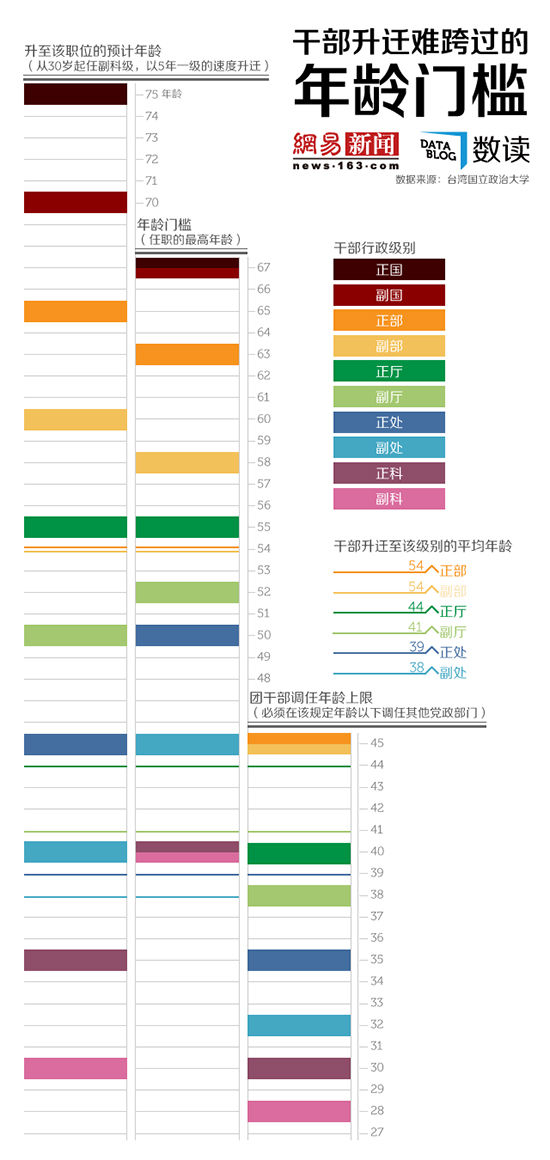 干部升迁难跨过的
年龄门槛
網易 新闻
news·163·com
DATA BLOG 数读
数据来源：台湾国立政治大学
升至该职位的预计年龄
（从30岁起任副科级，以5年一级的速度升迁）
75 年龄
74
73
72
71
70
年龄门槛
（任职的最高年龄）
67
66
65
64
63
62
61
60
59
58
57
56
55
54
53
52
51
50
49
48
干部行政级别
正国
副国
正部
副部
正厅
副厅
正处
副处
正科
副科
干部升迁至该级别的平均年龄
54 正部
54 副部
44 正厅
41 副厅
39 正处
38 副处
团干部调任年龄上限
（必须在该规定年龄以下调任其他党政部门）
45
44
43
42
41
40
39
38
37
36
35
34
33
32
31
30
29
28
27